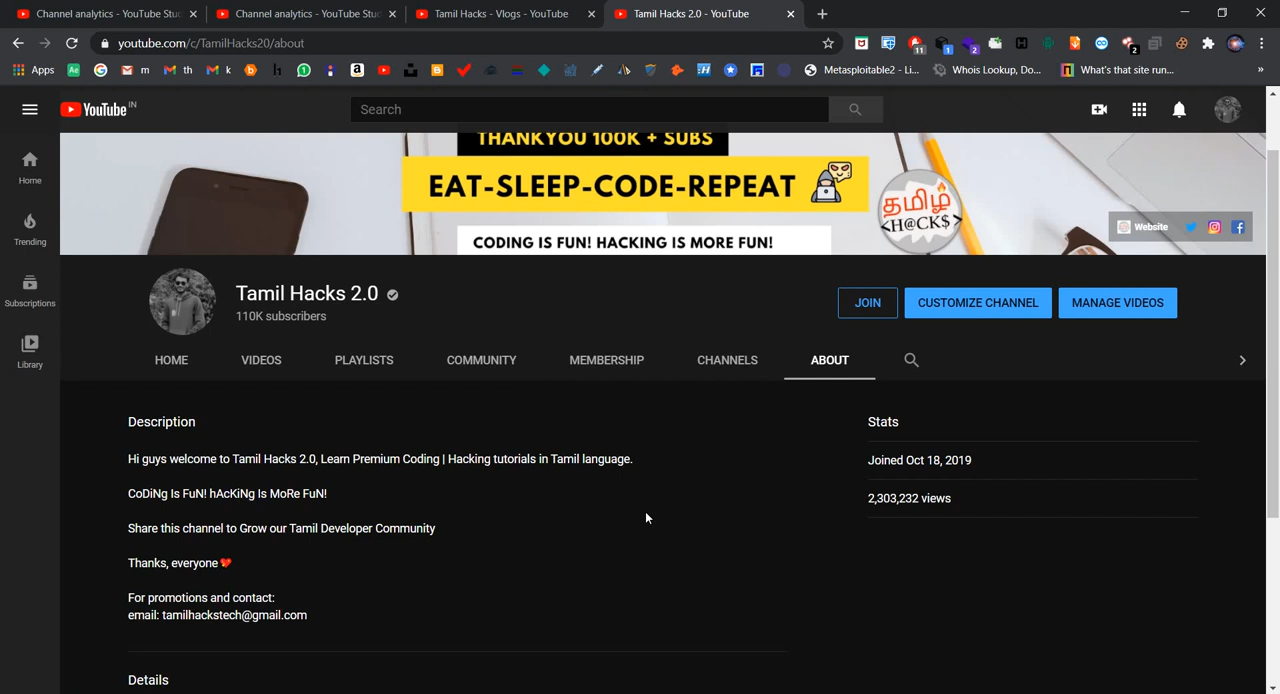 Channel analytics - YouTube Stu
Channel analytics - YouTube Stu
Tamil Hacks - Vlogs - YouTube
Tamil Hacks 2.0 - YouTube
youtube.com/c/TamilHacks20/about
11
1
2
2
Apps
m
th
k
Metasploitable2 - Li...
Whois Lookup, Do...
What's that site run...
YouTube IN
Search
Home
Trending
Subscriptions
Library
THANKYOU 100K + SUBS
EAT-SLEEP-CODE-REPEAT
தமிழ்
<H@CK$>
CODING IS FUN! HACKING IS MORE FUN!
Website
Tamil Hacks 2.0
110K subscribers
JOIN
CUSTOMIZE CHANNEL
MANAGE VIDEOS
HOME
VIDEOS
PLAYLISTS
COMMUNITY
MEMBERSHIP
CHANNELS
ABOUT
Description
Hi guys welcome to Tamil Hacks 2.0, Learn Premium Coding | Hacking tutorials in Tamil language.
CoDiNg Is FuN! hAcKiNg Is MoRe FuN!
Share this channel to Grow our Tamil Developer Community
Thanks, everyone💖
For promotions and contact:
email: tamilhackstech@gmail.com
Details
Stats
Joined Oct 18, 2019
2,303,232 views